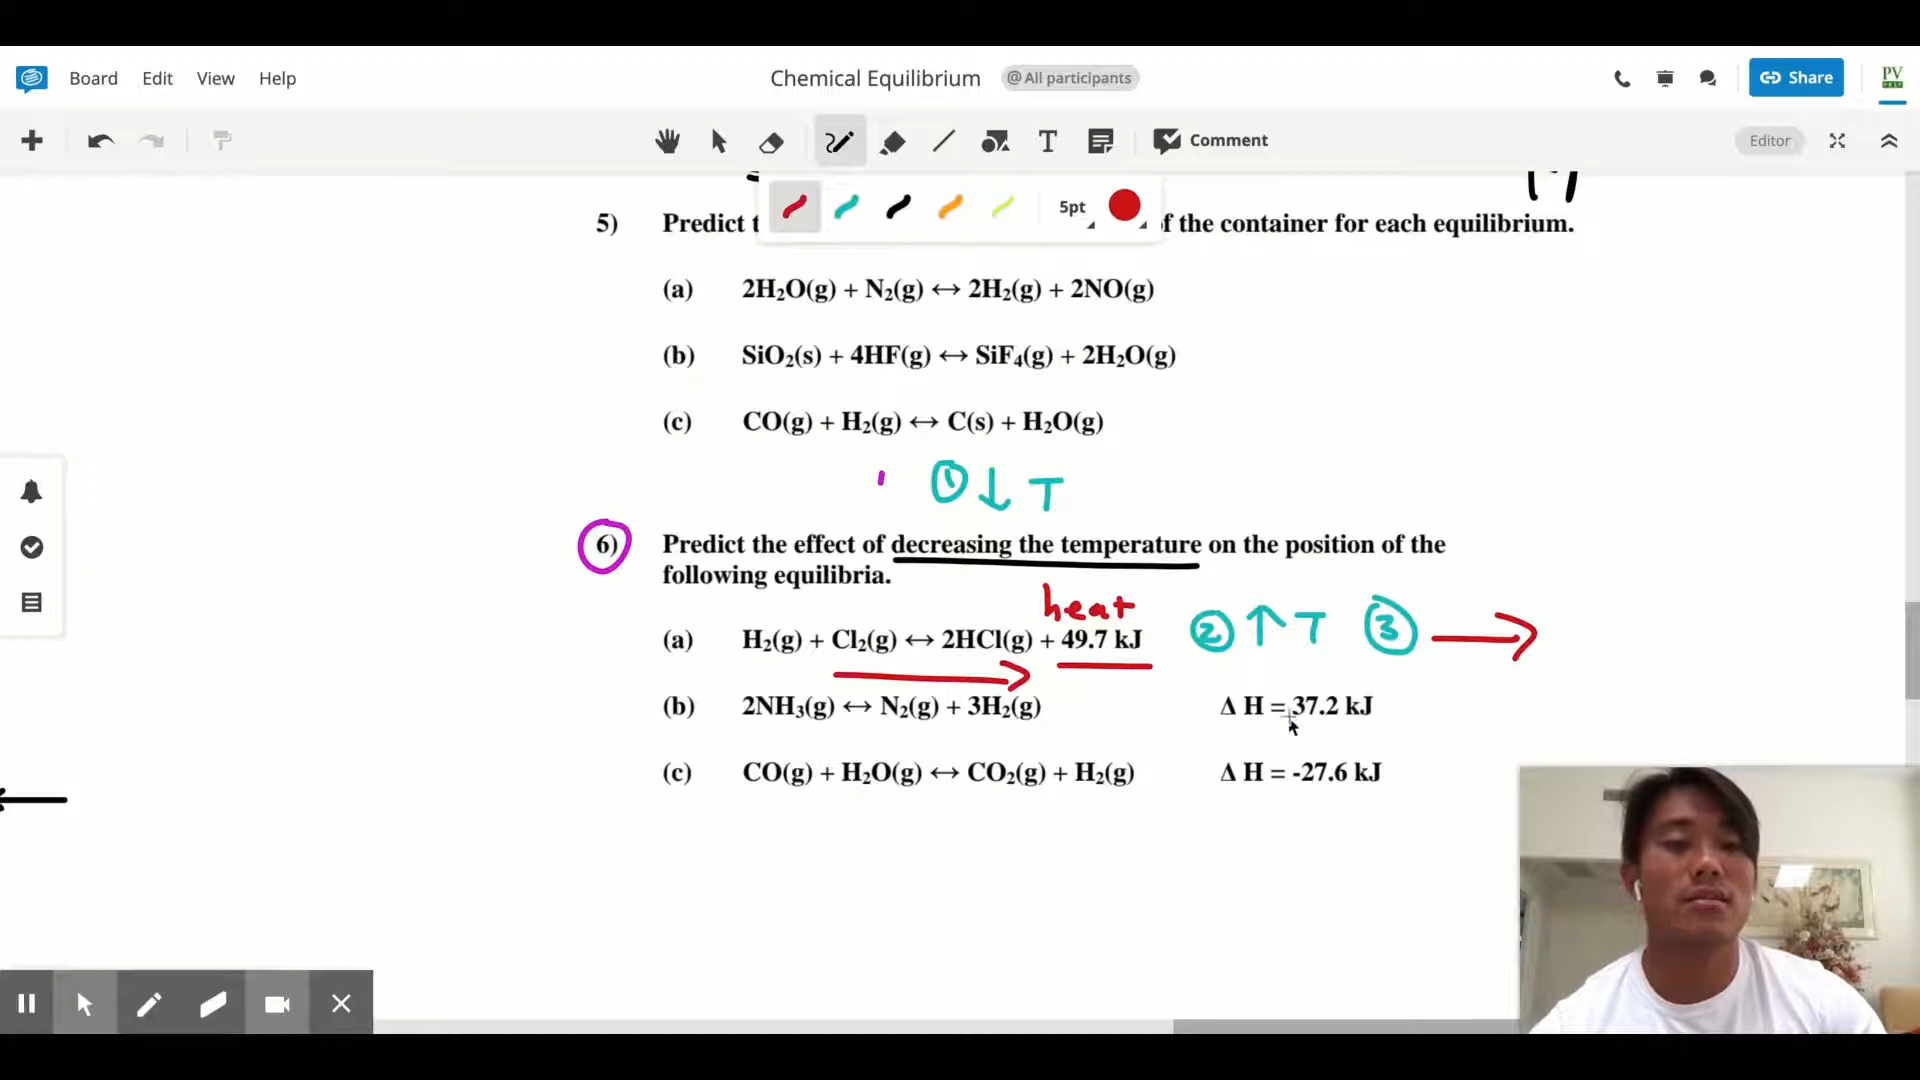 Board Edit View Help Chemical Equilibrium @ All participants Share PV PREP
Comment Editor
5pt
5) Predict t f the container for each equilibrium.
(a) 2H₂O(g) + N₂(g) ↔ 2H₂(g) + 2NO(g)
(b) SiO₂(s) + 4HF(g) ↔ SiF₄(g) + 2H₂O(g)
(c) CO(g) + H₂(g) ↔ C(s) + H₂O(g)
① ↓ T
6) Predict the effect of decreasing the temperature on the position of the
following equilibria.
heat
(a) H₂(g) + Cl₂(g) ↔ 2HCl(g) + 49.7 kJ ② ↑ T ③ →
(b) 2NH₃(g) ↔ N₂(g) + 3H₂(g) Δ H = 37.2 kJ
(c) CO(g) + H₂O(g) ↔ CO₂(g) + H₂(g) Δ H = -27.6 kJ